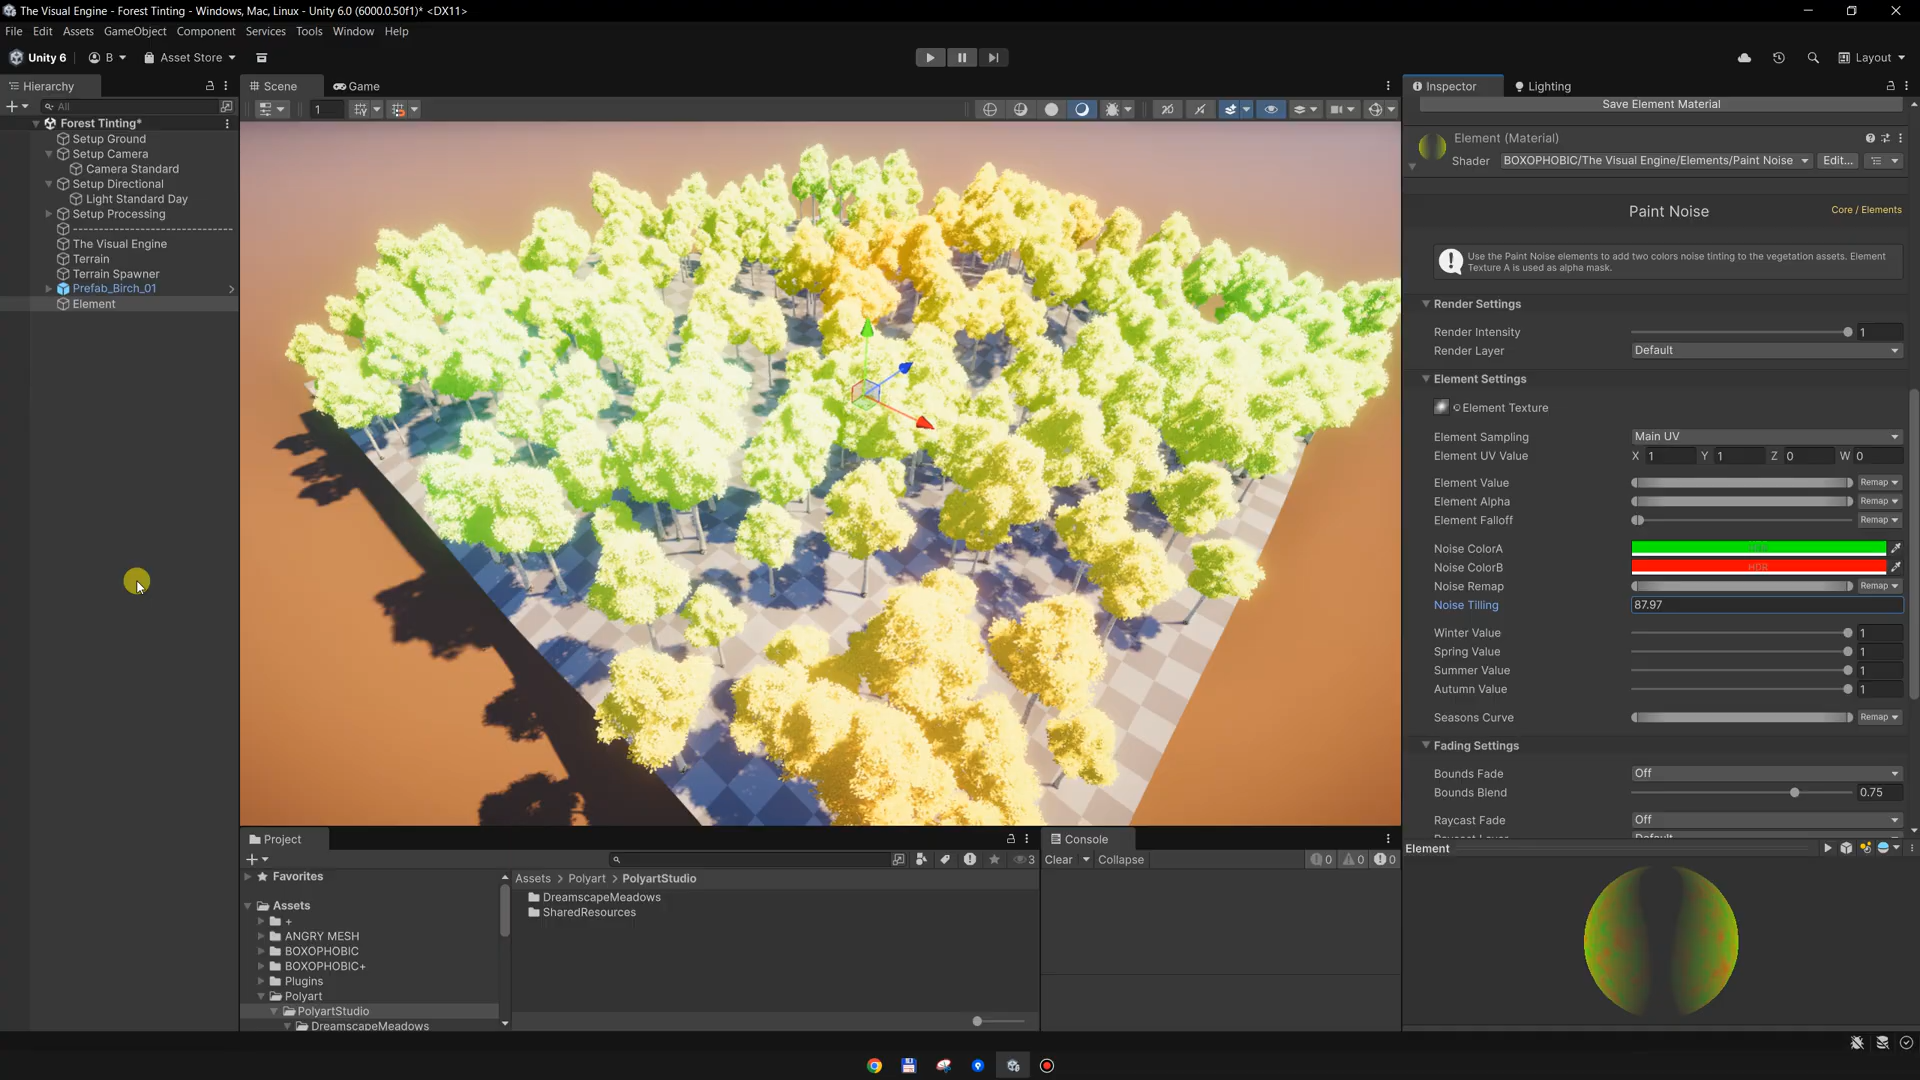 The Visual Engine - Forest Tinting - Windows, Mac, Linux - Unity 6.0 (6000.0.50f1)* <DX11>
File Edit Assets GameObject Component Services Tools Window Help
Unity 6 B Asset Store Layout
Hierarchy
All
Forest Tinting*
Setup Ground
Setup Camera
Camera Standard
Setup Directional
Light Standard Day
Setup Processing
--------------------------------
The Visual Engine
Terrain
Terrain Spawner
Prefab_Birch_01
Element
Scene Game
1
Inspector Lighting
Save Element Material
Element (Material)
Shader BOXOPHOBIC/The Visual Engine/Elements/Paint Noise Edit...
Paint Noise Core / Elements
Use the Paint Noise elements to add two colors noise tinting to the vegetation assets. Element
Texture A is used as alpha mask.
Render Settings
Render Intensity 1
Render Layer Default
Element Settings
Element Texture
Element Sampling Main UV
Element UV Value X 1 Y 1 Z 0 W 0
Element Value Remap
Element Alpha Remap
Element Falloff Remap
Noise ColorA
Noise ColorB HDR
Noise Remap Remap
Noise Tilling 87.97
Winter Value 1
Spring Value 1
Summer Value 1
Autumn Value 1
Seasons Curve Remap
Fading Settings
Bounds Fade Off
Bounds Blend 0.75
Raycast Fade Off
Element
Project
3
Favorites
Assets
+
ANGRY MESH
BOXOPHOBIC
BOXOPHOBIC+
Plugins
Polyart
PolyartStudio
DreamscapeMeadows
Assets > Polyart > PolyartStudio
DreamscapeMeadows
SharedResources
Console
Clear Collapse 0 0 0